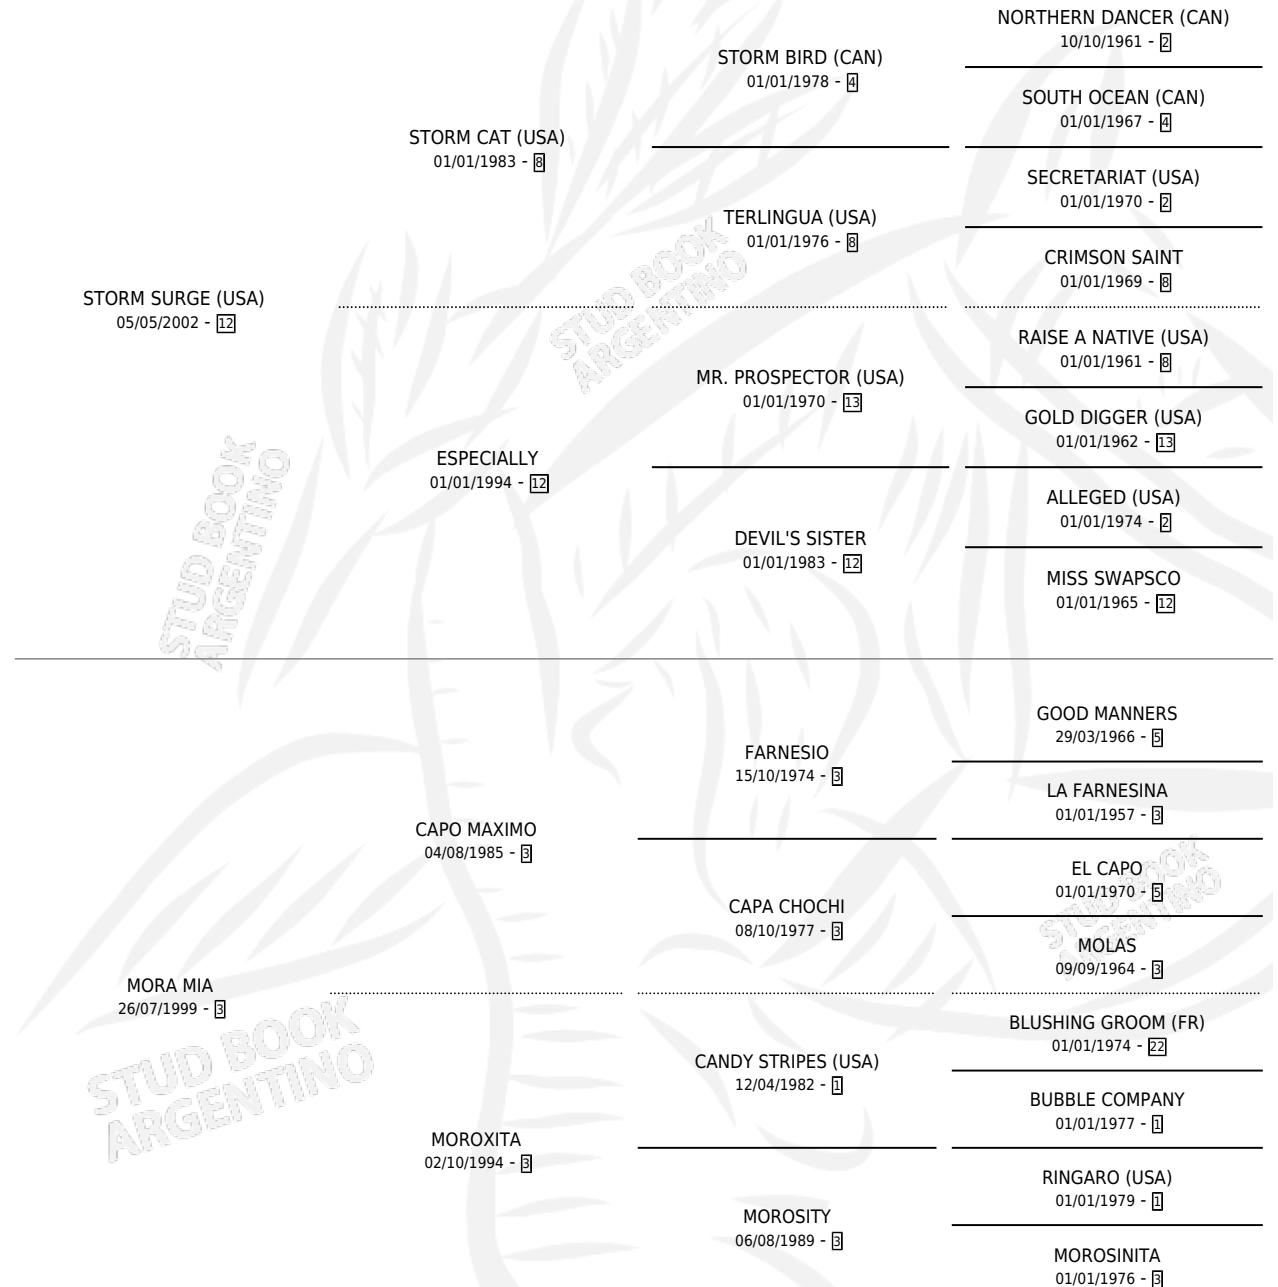 NORTHERN DANCER (CAN)
10/10/1961 - 2
STORM BIRD (CAN)
01/01/1978 - 4
SOUTH OCEAN (CAN)
01/01/1967 - 4
STORM CAT (USA)
01/01/1983 - 8
SECRETARIAT (USA)
01/01/1970 - 2
TERLINGUA (USA)
01/01/1976 - 8
CRIMSON SAINT
01/01/1969 - 8
STORM SURGE (USA)
05/05/2002 - 12
RAISE A NATIVE (USA)
01/01/1961 - 8
MR. PROSPECTOR (USA)
01/01/1970 - 13
GOLD DIGGER (USA)
01/01/1962 - 13
ESPECIALLY
01/01/1994 - 12
ALLEGED (USA)
01/01/1974 - 2
DEVIL'S SISTER
01/01/1983 - 12
MISS SWAPSCO
01/01/1965 - 12
STUD BOOK
ARGENTINO
STUD BOOK
ARGENTINO
GOOD MANNERS
29/03/1966 - 5
FARNESIO
15/10/1974 - 3
LA FARNESINA
01/01/1957 - 3
CAPO MAXIMO
04/08/1985 - 3
EL CAPO
01/01/1970 - 5
CAPA CHOCHI
08/10/1977 - 3
MOLAS
09/09/1964 - 3
STUD BOOK
ARGENTINO
MORA MIA
26/07/1999 - 3
BLUSHING GROOM (FR)
01/01/1974 - 22
CANDY STRIPES (USA)
12/04/1982 - 1
BUBBLE COMPANY
01/01/1977 - 1
MOROXITA
02/10/1994 - 3
RINGARO (USA)
01/01/1979 - 1
MOROSITY
06/08/1989 - 3
MOROSINITA
01/01/1976 - 3
STUD BOOK
ARGENTINO